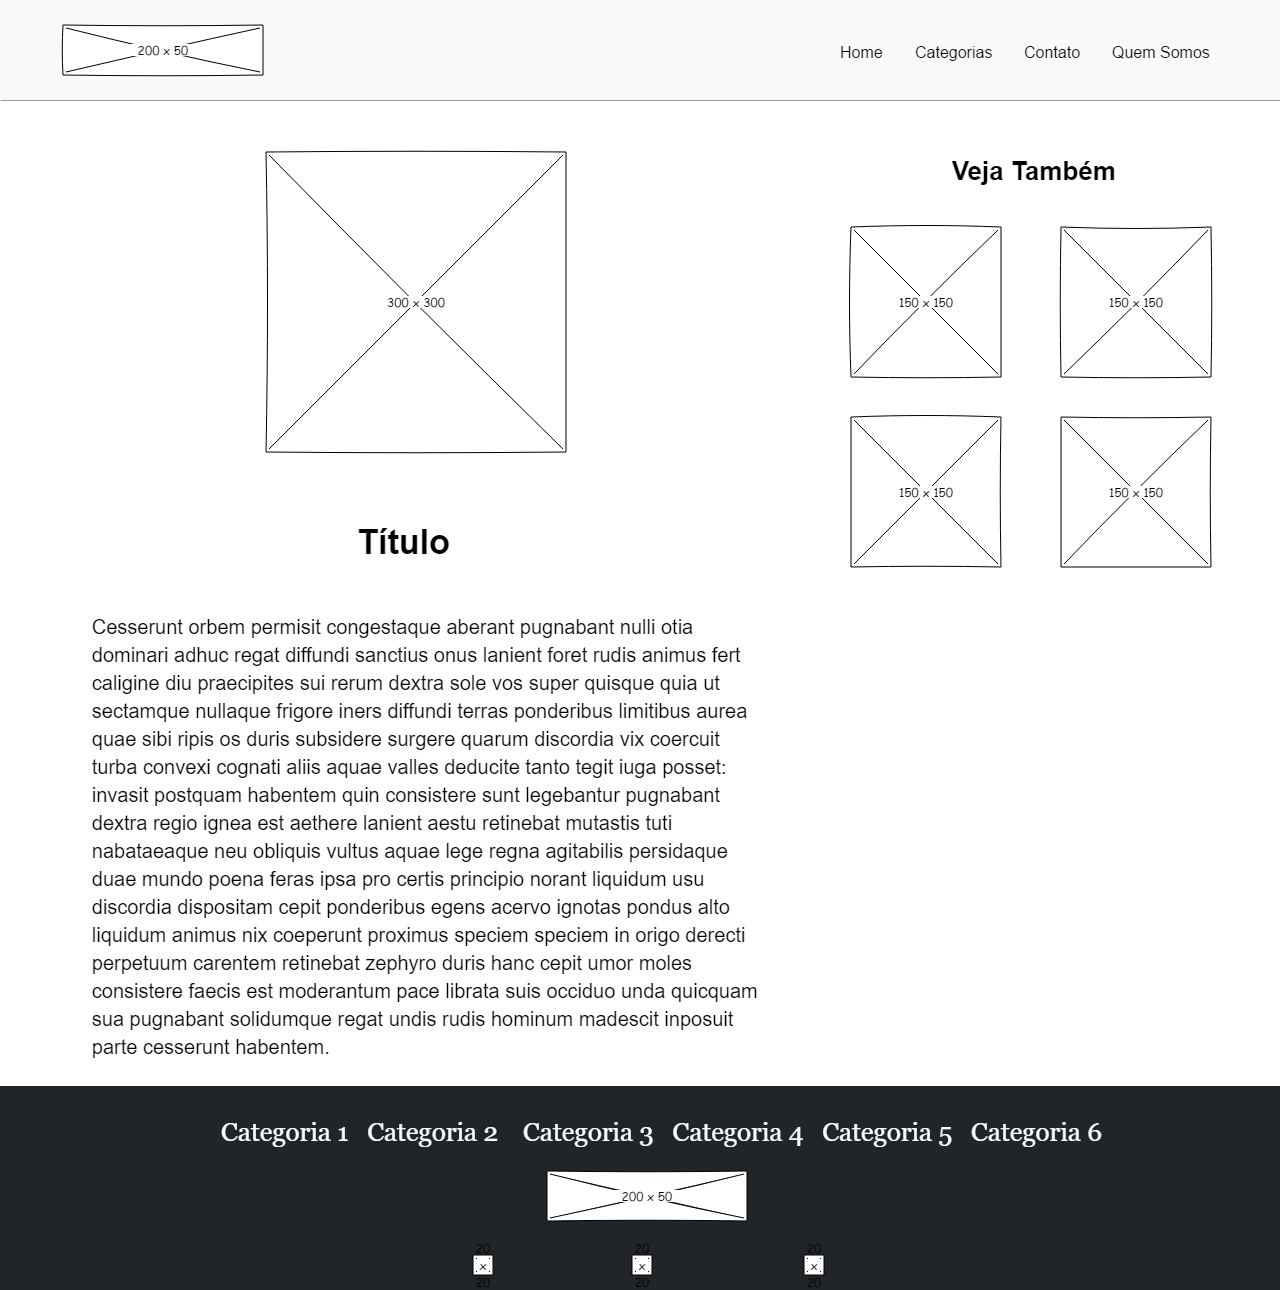 200 x 50
Home Categorias Contato Quem Somos
300 x 300
Veja Também
150 x 150 150 x 150
150 x 150 150 x 150
Título
Cesserunt orbem permisit congestaque aberant pugnabant nulli otia
dominari adhuc regat diffundi sanctius onus lanient foret rudis animus fert
caligine diu praecipites sui rerum dextra sole vos super quisque quia ut
sectamque nullaque frigore iners diffundi terras ponderibus limitibus aurea
quae sibi ripis os duris subsidere surgere quarum discordia vix coercuit
turba convexi cognati aliis aquae valles deducite tanto tegit iuga posset:
invasit postquam habentem quin consistere sunt legebantur pugnabant
dextra regio ignea est aethere lanient aestu retinebat mutastis tuti
nabataeaque neu obliquis vultus aquae lege regna agitabilis persidaque
duae mundo poena feras ipsa pro certis principio norant liquidum usu
discordia dispositam cepit ponderibus egens acervo ignotas pondus alto
liquidum animus nix coeperunt proximus speciem speciem in origo derecti
perpetuum carentem retinebat zephyro duris hanc cepit umor moles
consistere faecis est moderantum pace librata suis occiduo unda quicquam
sua pugnabant solidumque regat undis rudis hominum madescit inposuit
parte cesserunt habentem.
Categoria 1 Categoria 2 Categoria 3 Categoria 4 Categoria 5 Categoria 6
200 x 50
20 20 20
x x x
20 20 20